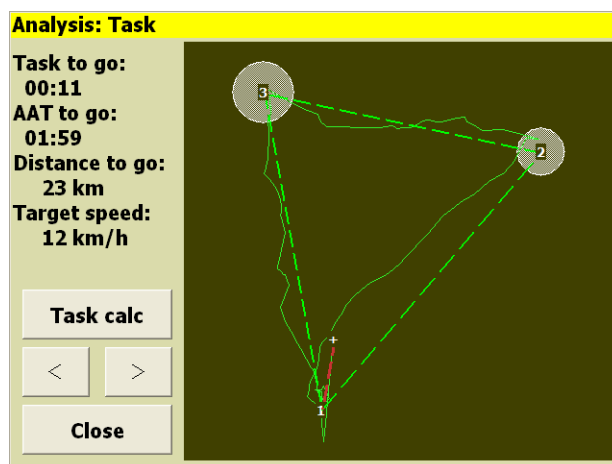 Analysis: Task
Task to go:
00:11
AAT to go:
01:59
Distance to go:
23 km
Target speed:
12 km/h
Task calc
< >
Close
3
2
+
1